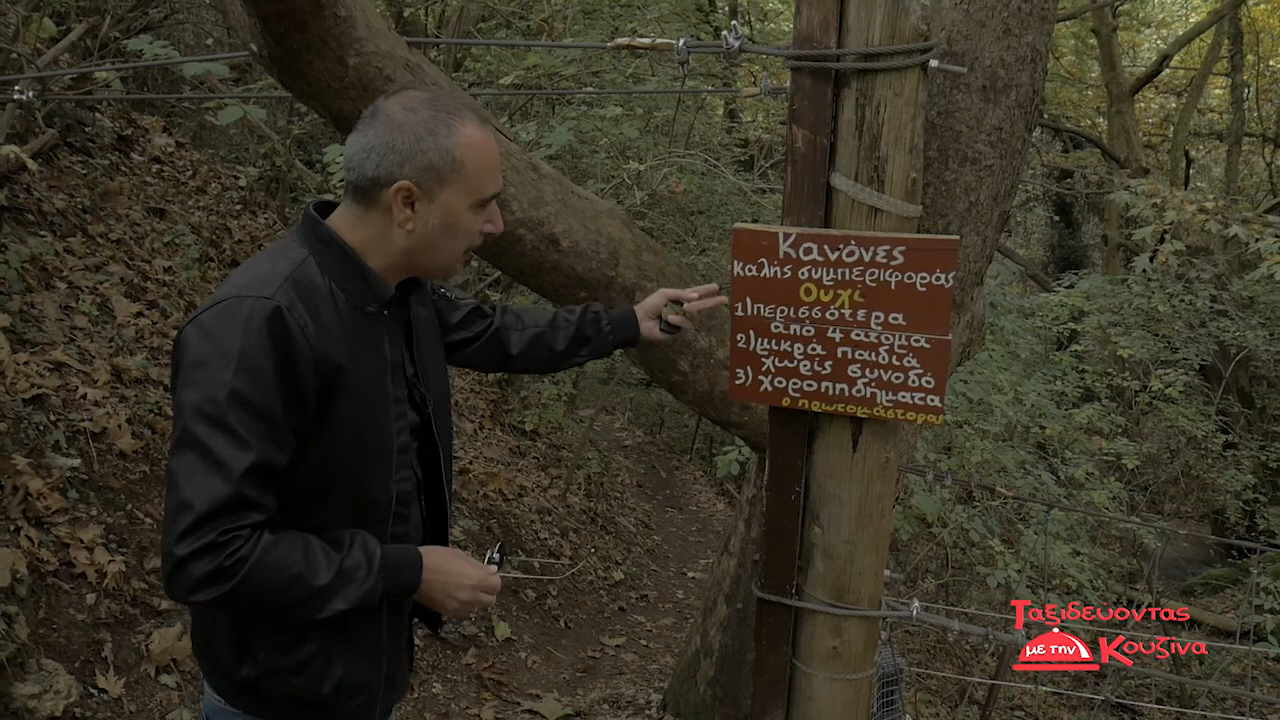 Κανόνες
καλής συμπεριφοράς
Ουχί
1) περισσότερα
από 4 άτομα
2) μικρά παιδιά
χωρίς συνοδό
3) χοροπηδήματα
ο πρωτομάστορας
Ταξιδεύοντας
με την Κουζίνα